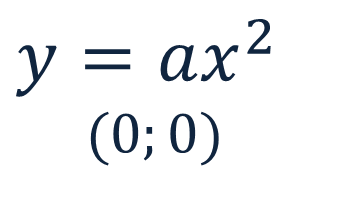 y = ax²
(0; 0)